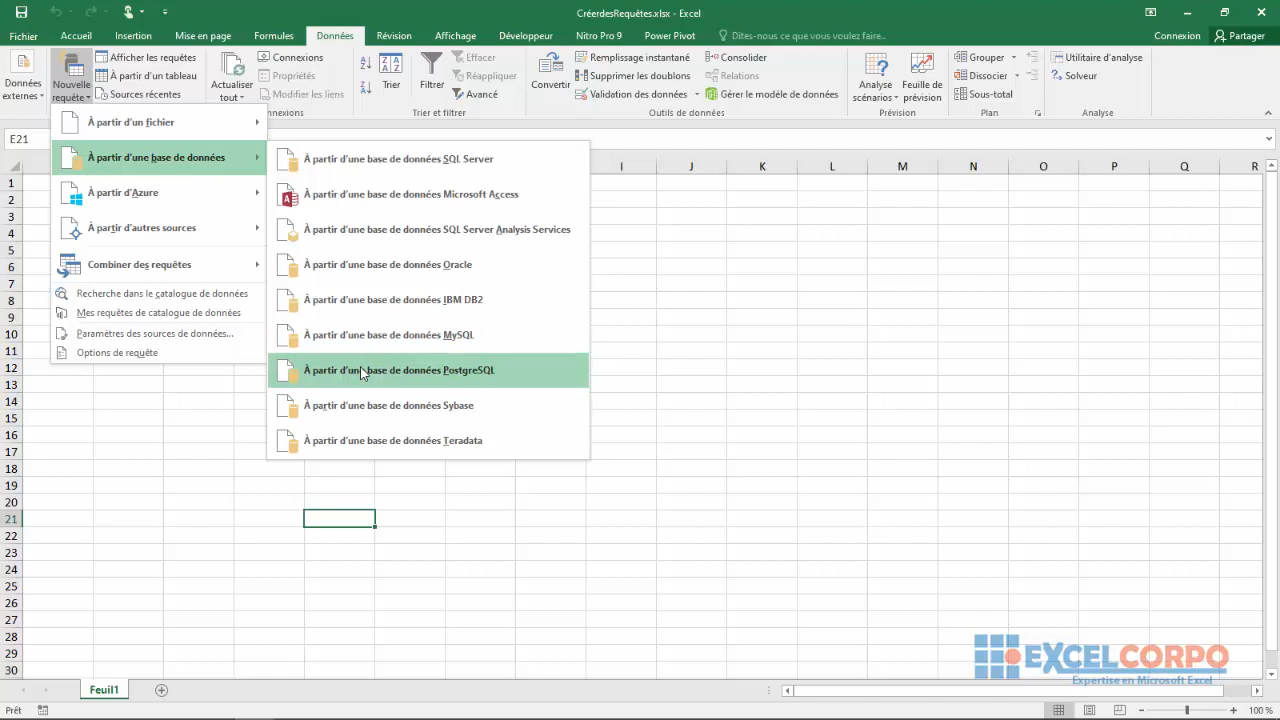 CréerdesRequêtes.xlsx - Excel
Fichier Accueil Insertion Mise en page Formules Données Révision Affichage Développeur Nitro Pro 9 Power Pivot Dites-nous ce que vous voulez faire. Connexion Partager
Données externes
Nouvelle requête
Afficher les requêtes
À partir d'un tableau
Sources récentes
Actualiser tout
Connexions
Propriétés
Modifier les liens
nnexions
Trier
Filtrer
Effacer
Réappliquer
Avancé
Trier et filtrer
Convertir
Remplissage instantané
Supprimer les doublons
Validation des données
Consolider
Relations
Gérer le modèle de données
Outils de données
Analyse scénarios
Feuille de prévision
Prévision
Grouper
Dissocier
Sous-total
Plan
Utilitaire d'analyse
Solveur
Analyse
E21
À partir d'un fichier
À partir d'une base de données
À partir d'Azure
À partir d'autres sources
Combiner des requêtes
Recherche dans le catalogue de données
Mes requêtes de catalogue de données
Paramètres des sources de données...
Options de requête
À partir d'une base de données SQL Server
À partir d'une base de données Microsoft Access
À partir d'une base de données SQL Server Analysis Services
À partir d'une base de données Oracle
À partir d'une base de données IBM DB2
À partir d'une base de données MySQL
À partir d'une base de données PostgreSQL
À partir d'une base de données Sybase
À partir d'une base de données Teradata
I J K L M N O P Q R
1
2
3
4
5
6
7
8
9
10
11
12
13
14
15
16
17
18
19
20
21
22
23
24
25
26
27
28
29
30
EXCELCORPO
Expertise en Microsoft Excel
Feuil1
Prêt
100 %